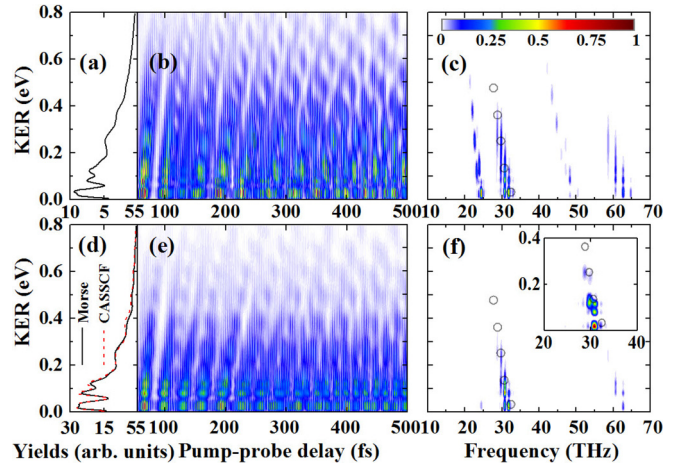 0.8
0.6
0.4
0.2
0.0
KER (eV)
(a)
(b)
(c)
0 0.25 0.5 0.75 1
10 5 55 100 200 300 400 500
10 20 30 40 50 60 70
0.8
0.6
0.4
0.2
0.0
KER (eV)
(d)
(e)
(f)
Morse
CASSCF
0.4
0.2
20 30 40
30 15 55 100 200 300 400 500
10 20 30 40 50 60 70
Yields (arb. units) Pump-probe delay (fs)
Frequency (THz)